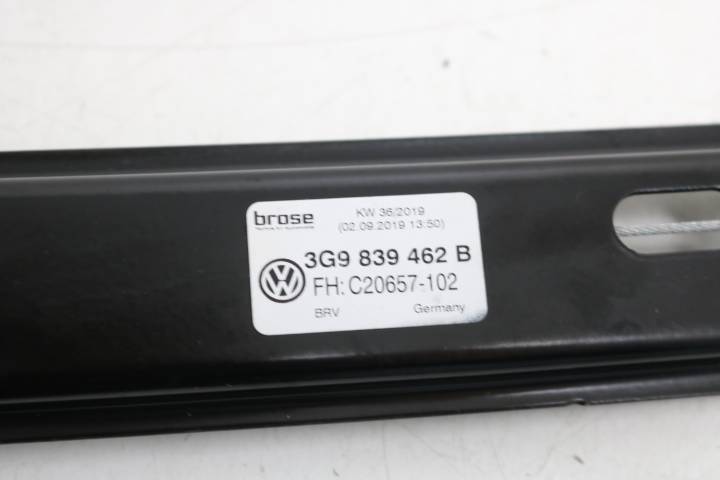 brose
KW 36/2019
(02.09.2019 13:50)
3G9 839 462 B
FH: C20657-102
BRV Germany